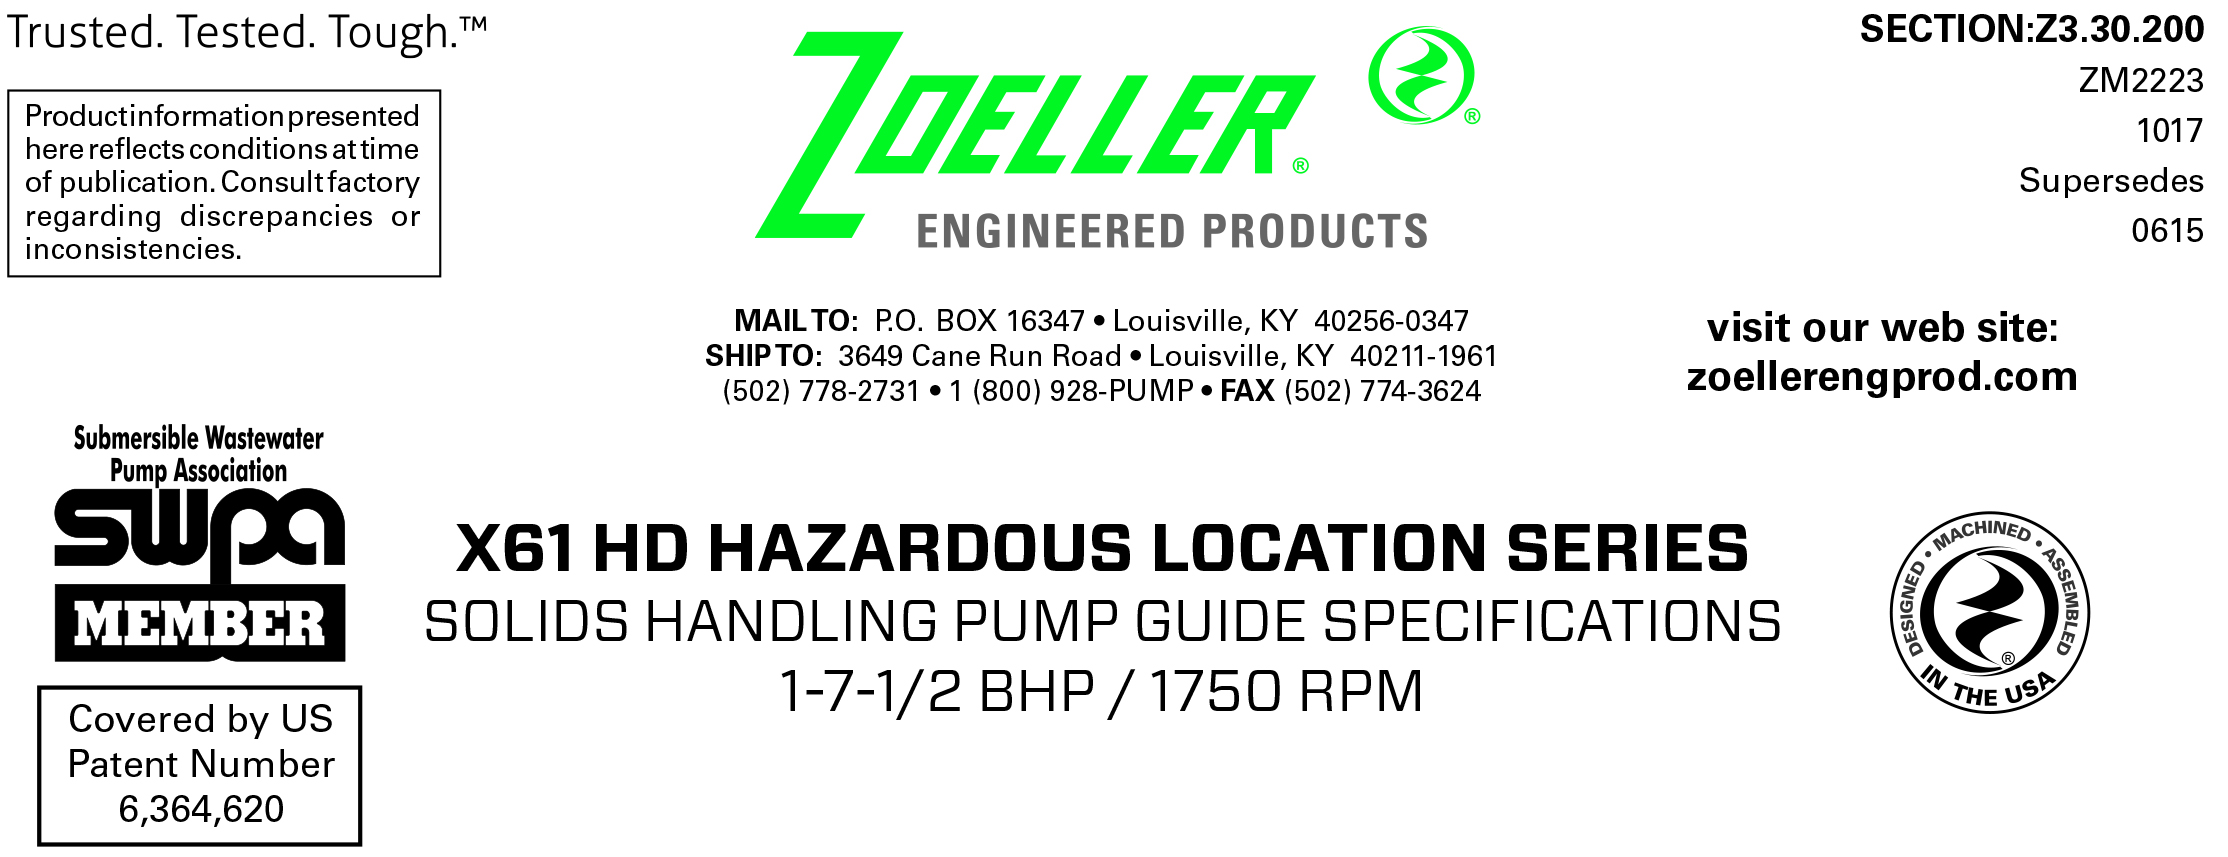 Trusted. Tested. Tough.™
Product information presented
here reflects conditions at time
of publication. Consult factory
regarding discrepancies or
inconsistencies.
ZOELLER®
®
ENGINEERED PRODUCTS
SECTION:Z3.30.200
ZM2223
1017
Supersedes
0615
MAIL TO: P.O. BOX 16347 • Louisville, KY 40256-0347
SHIP TO: 3649 Cane Run Road • Louisville, KY 40211-1961
(502) 778-2731 • 1 (800) 928-PUMP • FAX (502) 774-3624
visit our web site:
zoellerengprod.com
Submersible Wastewater
Pump Association
swpa
MEMBER
Covered by US
Patent Number
6,364,620
X61 HD HAZARDOUS LOCATION SERIES
SOLIDS HANDLING PUMP GUIDE SPECIFICATIONS
1-7-1/2 BHP / 1750 RPM
DESIGNED • MACHINED • ASSEMBLED
®
IN THE USA